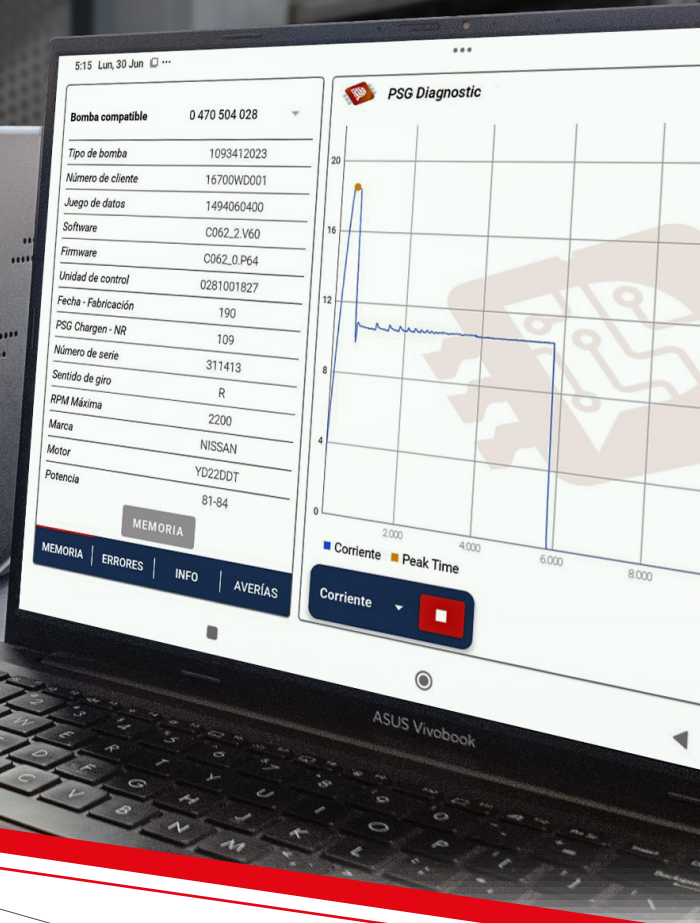 5:15 Lun, 30 Jun
PSG Diagnostic
Bomba compatible 0 470 504 028
Tipo de bomba 1093412023
Número de cliente 16700WD001
Juego de datos 1494060400
Software C062_2.V60
Firmware C062_0.P64
Unidad de control 0281001827
Fecha - Fabricación 190
PSG Chargen - NR 109
Número de serie 311413
Sentido de giro R
RPM Máxima 2200
Marca NISSAN
Motor YD22DDT
Potencia 81-84
MEMORIA
MEMORIA ERRORES INFO AVERÍAS
20
16
12
8
4
0
2.000 4.000 6.000 8.000
Corriente Peak Time
Corriente
ASUS Vivobook